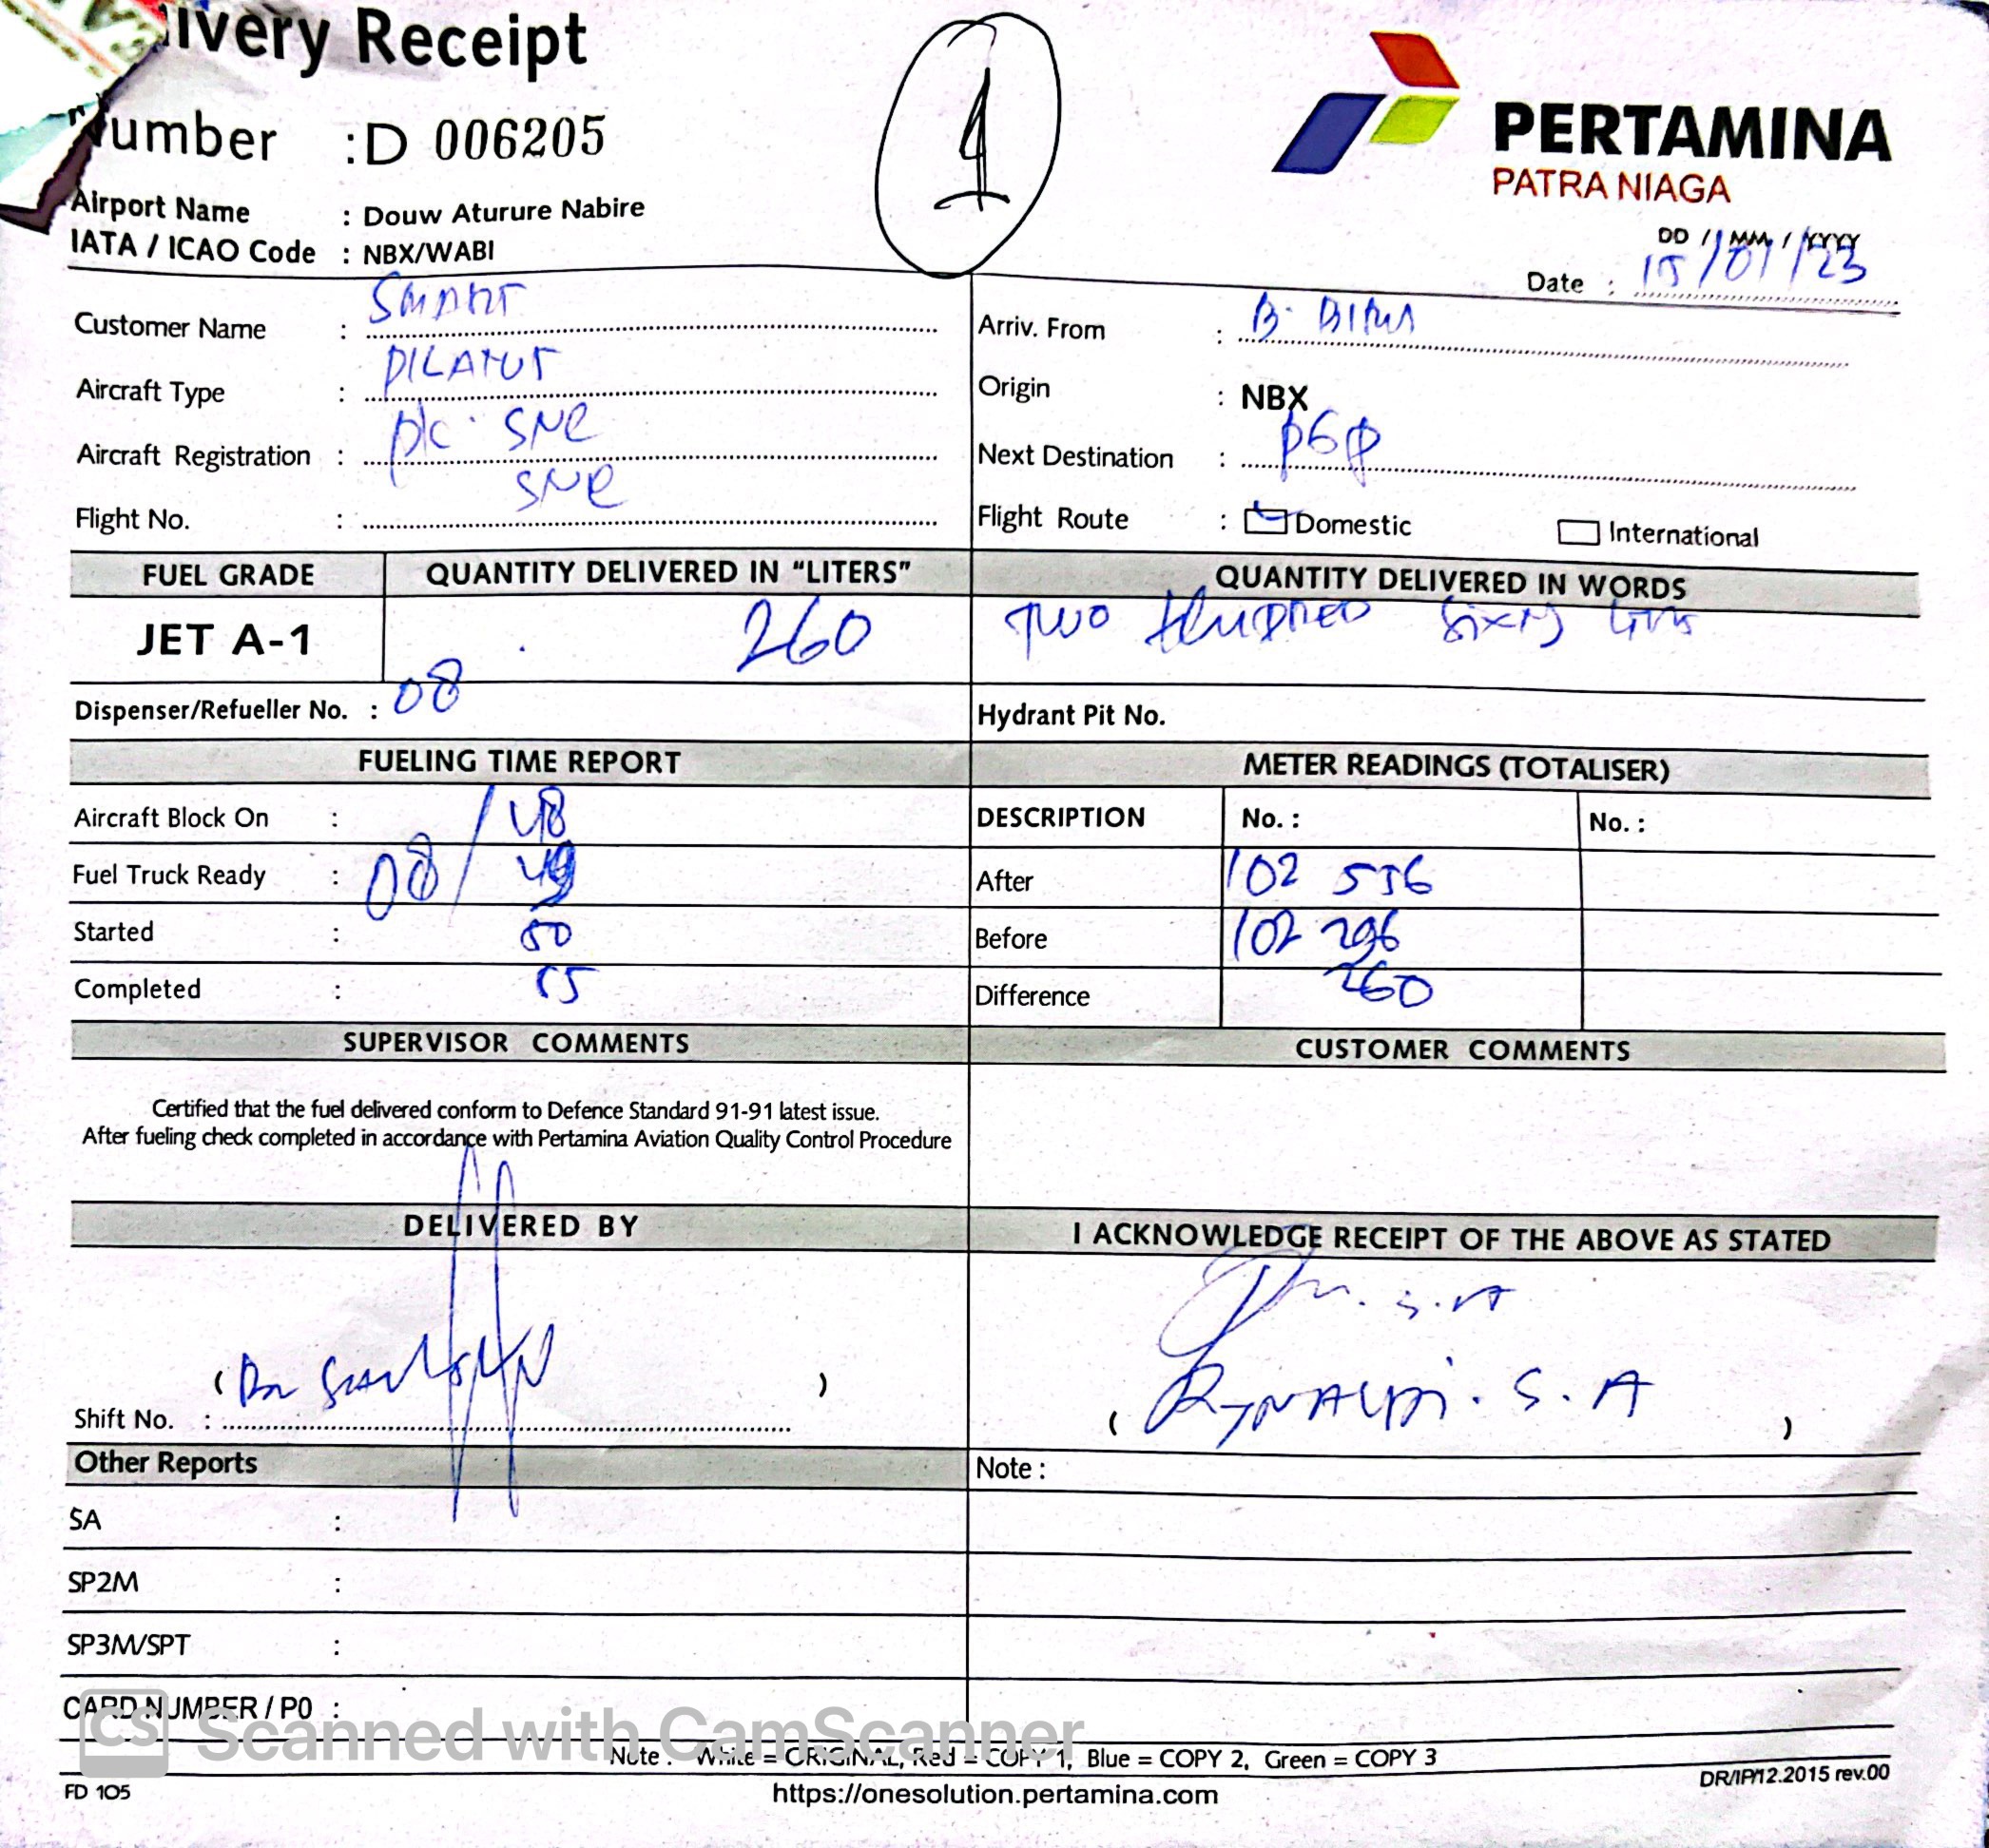 ivery Receipt
1
PERTAMINA
PATRA NIAGA
Number : D 006205
Airport Name : Douw Aturure Nabire
IATA / ICAO Code : NBX/WABI
DD / MM / YYYY
Date : 15/01/23
Customer Name : SMART
Arriv. From :
Aircraft Type : PILATUS
Origin : NBX
Aircraft Registration : PK - SNR
Next Destination :
Flight No. : SNR
Flight Route : Domestic International
FUEL GRADE QUANTITY DELIVERED IN “LITERS” QUANTITY DELIVERED IN WORDS
JET A-1 260 TWO HUNDRED SIXTY
Dispenser/Refueller No. : 08 Hydrant Pit No.
FUELING TIME REPORT METER READINGS (TOTALISER)
Aircraft Block On : 48 DESCRIPTION No. : No. :
Fuel Truck Ready : 08 / 49 After 102 556
Started : 50 Before 102 296
Completed : 55 Difference 260
SUPERVISOR COMMENTS CUSTOMER COMMENTS
Certified that the fuel delivered conform to Defence Standard 91-91 latest issue.
After fueling check completed in accordance with Pertamina Aviation Quality Control Procedure
DELIVERED BY I ACKNOWLEDGE RECEIPT OF THE ABOVE AS STATED
( ) ( S.A )
Shift No. :
Other Reports Note :
SA :
SP2M :
SP3M/SPT :
CARD NUMBER / P0 :
CS Scanned with CamScanner
Note : White = ORIGINAL, Red = COPY 1, Blue = COPY 2, Green = COPY 3
FD 105 https://onesolution.pertamina.com DR/IP/12.2015 rev.00